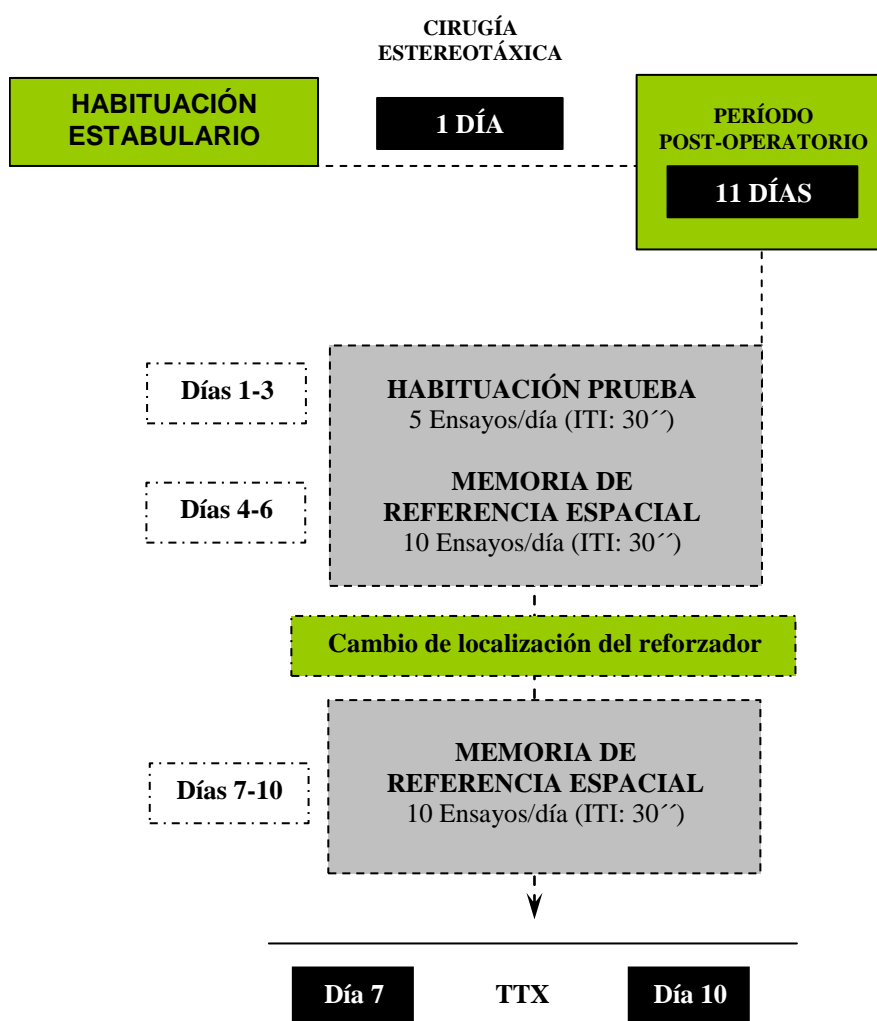 CIRUGÍA
ESTEREOTÁXICA
HABITUACIÓN
ESTABULARIO
1 DÍA
PERÍODO
POST-OPERATORIO
11 DÍAS
Días 1-3
HABITUACIÓN PRUEBA
5 Ensayos/día (ITI: 30´´)
Días 4-6
MEMORIA DE
REFERENCIA ESPACIAL
10 Ensayos/día (ITI: 30´´)
Cambio de localización del reforzador
Días 7-10
MEMORIA DE
REFERENCIA ESPACIAL
10 Ensayos/día (ITI: 30´´)
Día 7 TTX Día 10